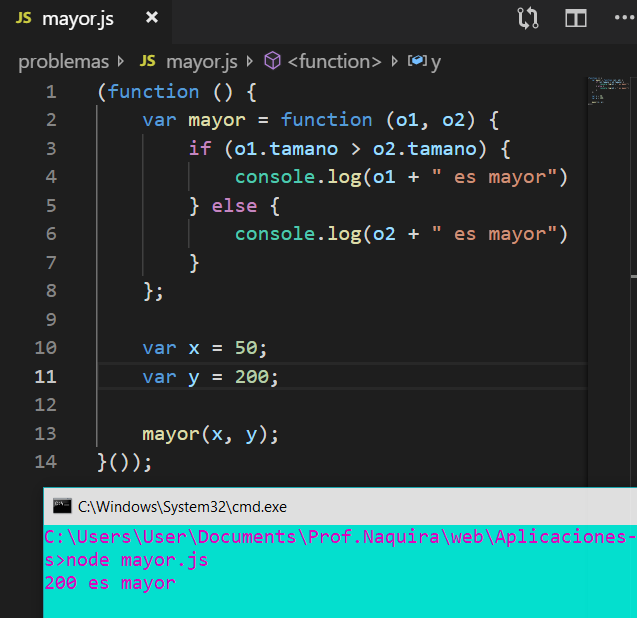 JS mayor.js ×
problemas › JS mayor.js › <function> › y
1 (function () {
2     var mayor = function (o1, o2) {
3         if (o1.tamano > o2.tamano) {
4             console.log(o1 + " es mayor")
5         } else {
6             console.log(o2 + " es mayor")
7         }
8     };
9
10     var x = 50;
11     var y = 200;
12
13     mayor(x, y);
14 }());
C:\Windows\System32\cmd.exe
C:\Users\User\Documents\Prof.Naquira\web\Aplicaciones-
s>node mayor.js
200 es mayor